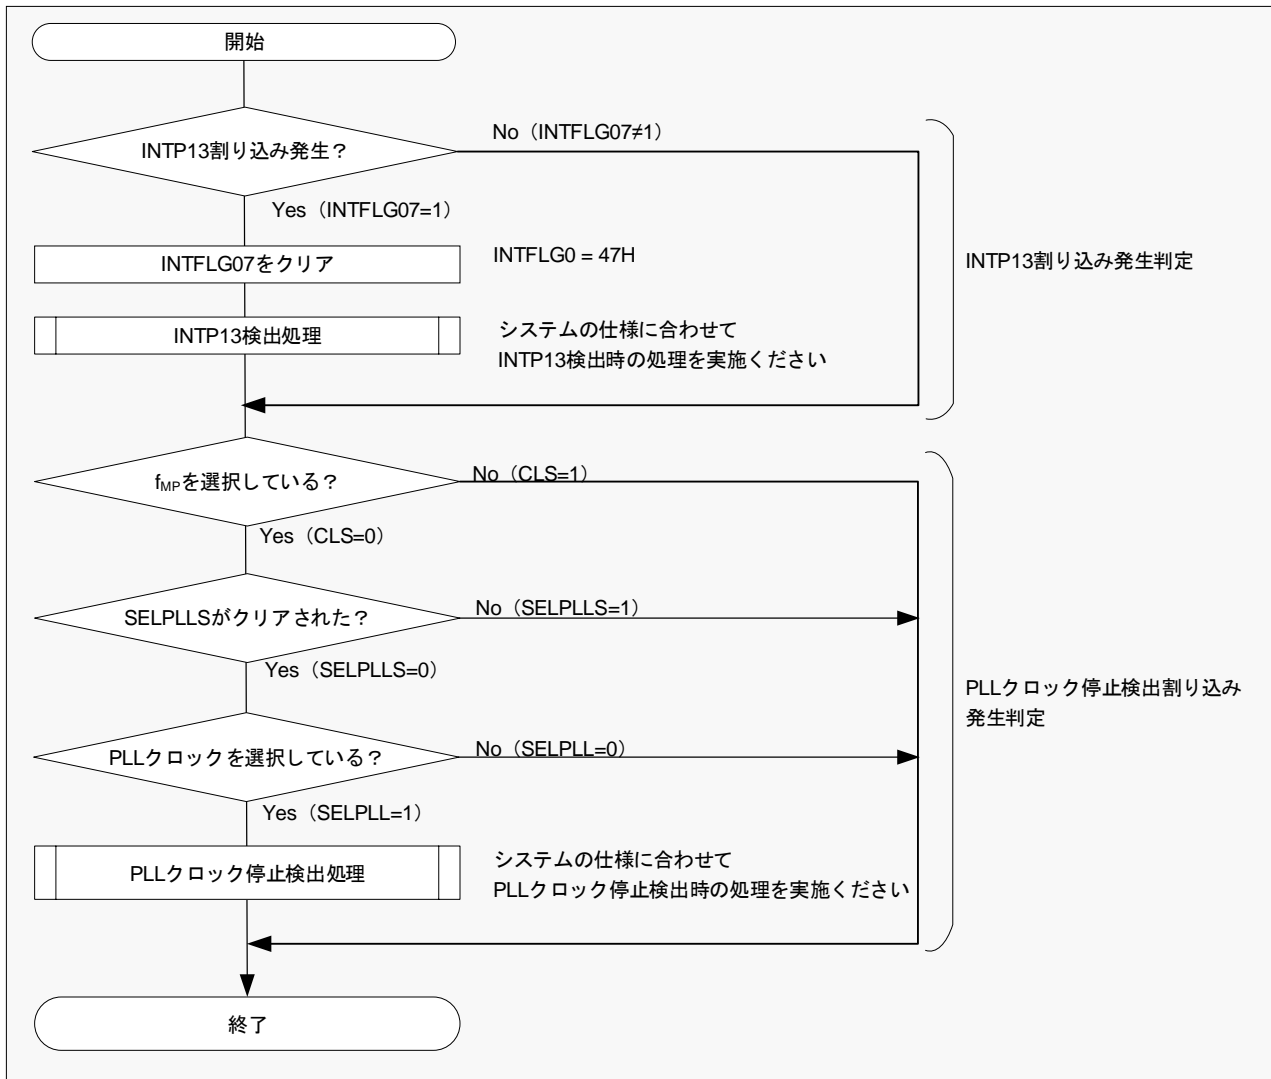 開始
INTP13割り込み発生？
No（INTFLG07≠1）
Yes（INTFLG07=1）
INTFLG07をクリア
INTFLG0 = 47H
INTP13検出処理
システムの仕様に合わせて
INTP13検出時の処理を実施ください
INTP13割り込み発生判定
fMPを選択している？
No（CLS=1）
Yes（CLS=0）
SELPLLSがクリアされた？
No（SELPLLS=1）
Yes（SELPLLS=0）
PLLクロックを選択している？
No（SELPLL=0）
Yes（SELPLL=1）
PLLクロック停止検出処理
システムの仕様に合わせて
PLLクロック停止検出時の処理を実施ください
PLLクロック停止検出割り込み
発生判定
終了